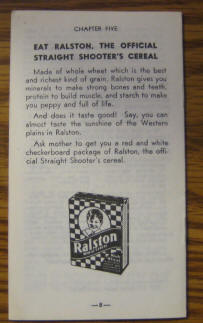 CHAPTER FIVE
EAT RALSTON, THE OFFICIAL
STRAIGHT SHOOTER'S CEREAL
Made of whole wheat which is the best
and richest kind of grain. Ralston gives you
minerals to make strong bones and teeth,
protein to build muscle, and starch to make
you peppy and full of life.
And does it taste good! Say, you can
almost taste the sunshine of the Western
plains in Ralston.
Ask mother to get you a red and white
checkerboard package of Ralston, the offi-
cial Straight Shooter's cereal.
Ralston
—8—